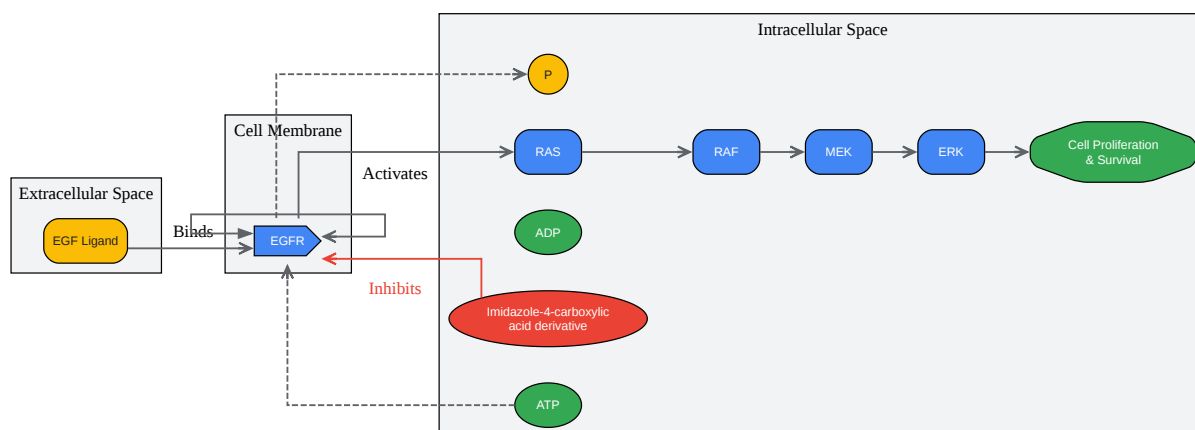 Intracellular Space
P
Cell Membrane
RAS
RAF
MEK
ERK
Cell Proliferation
& Survival
Activates
Extracellular Space
EGF Ligand
Binds
EGFR
ADP
Inhibits
Imidazole-4-carboxylic
acid derivative
ATP